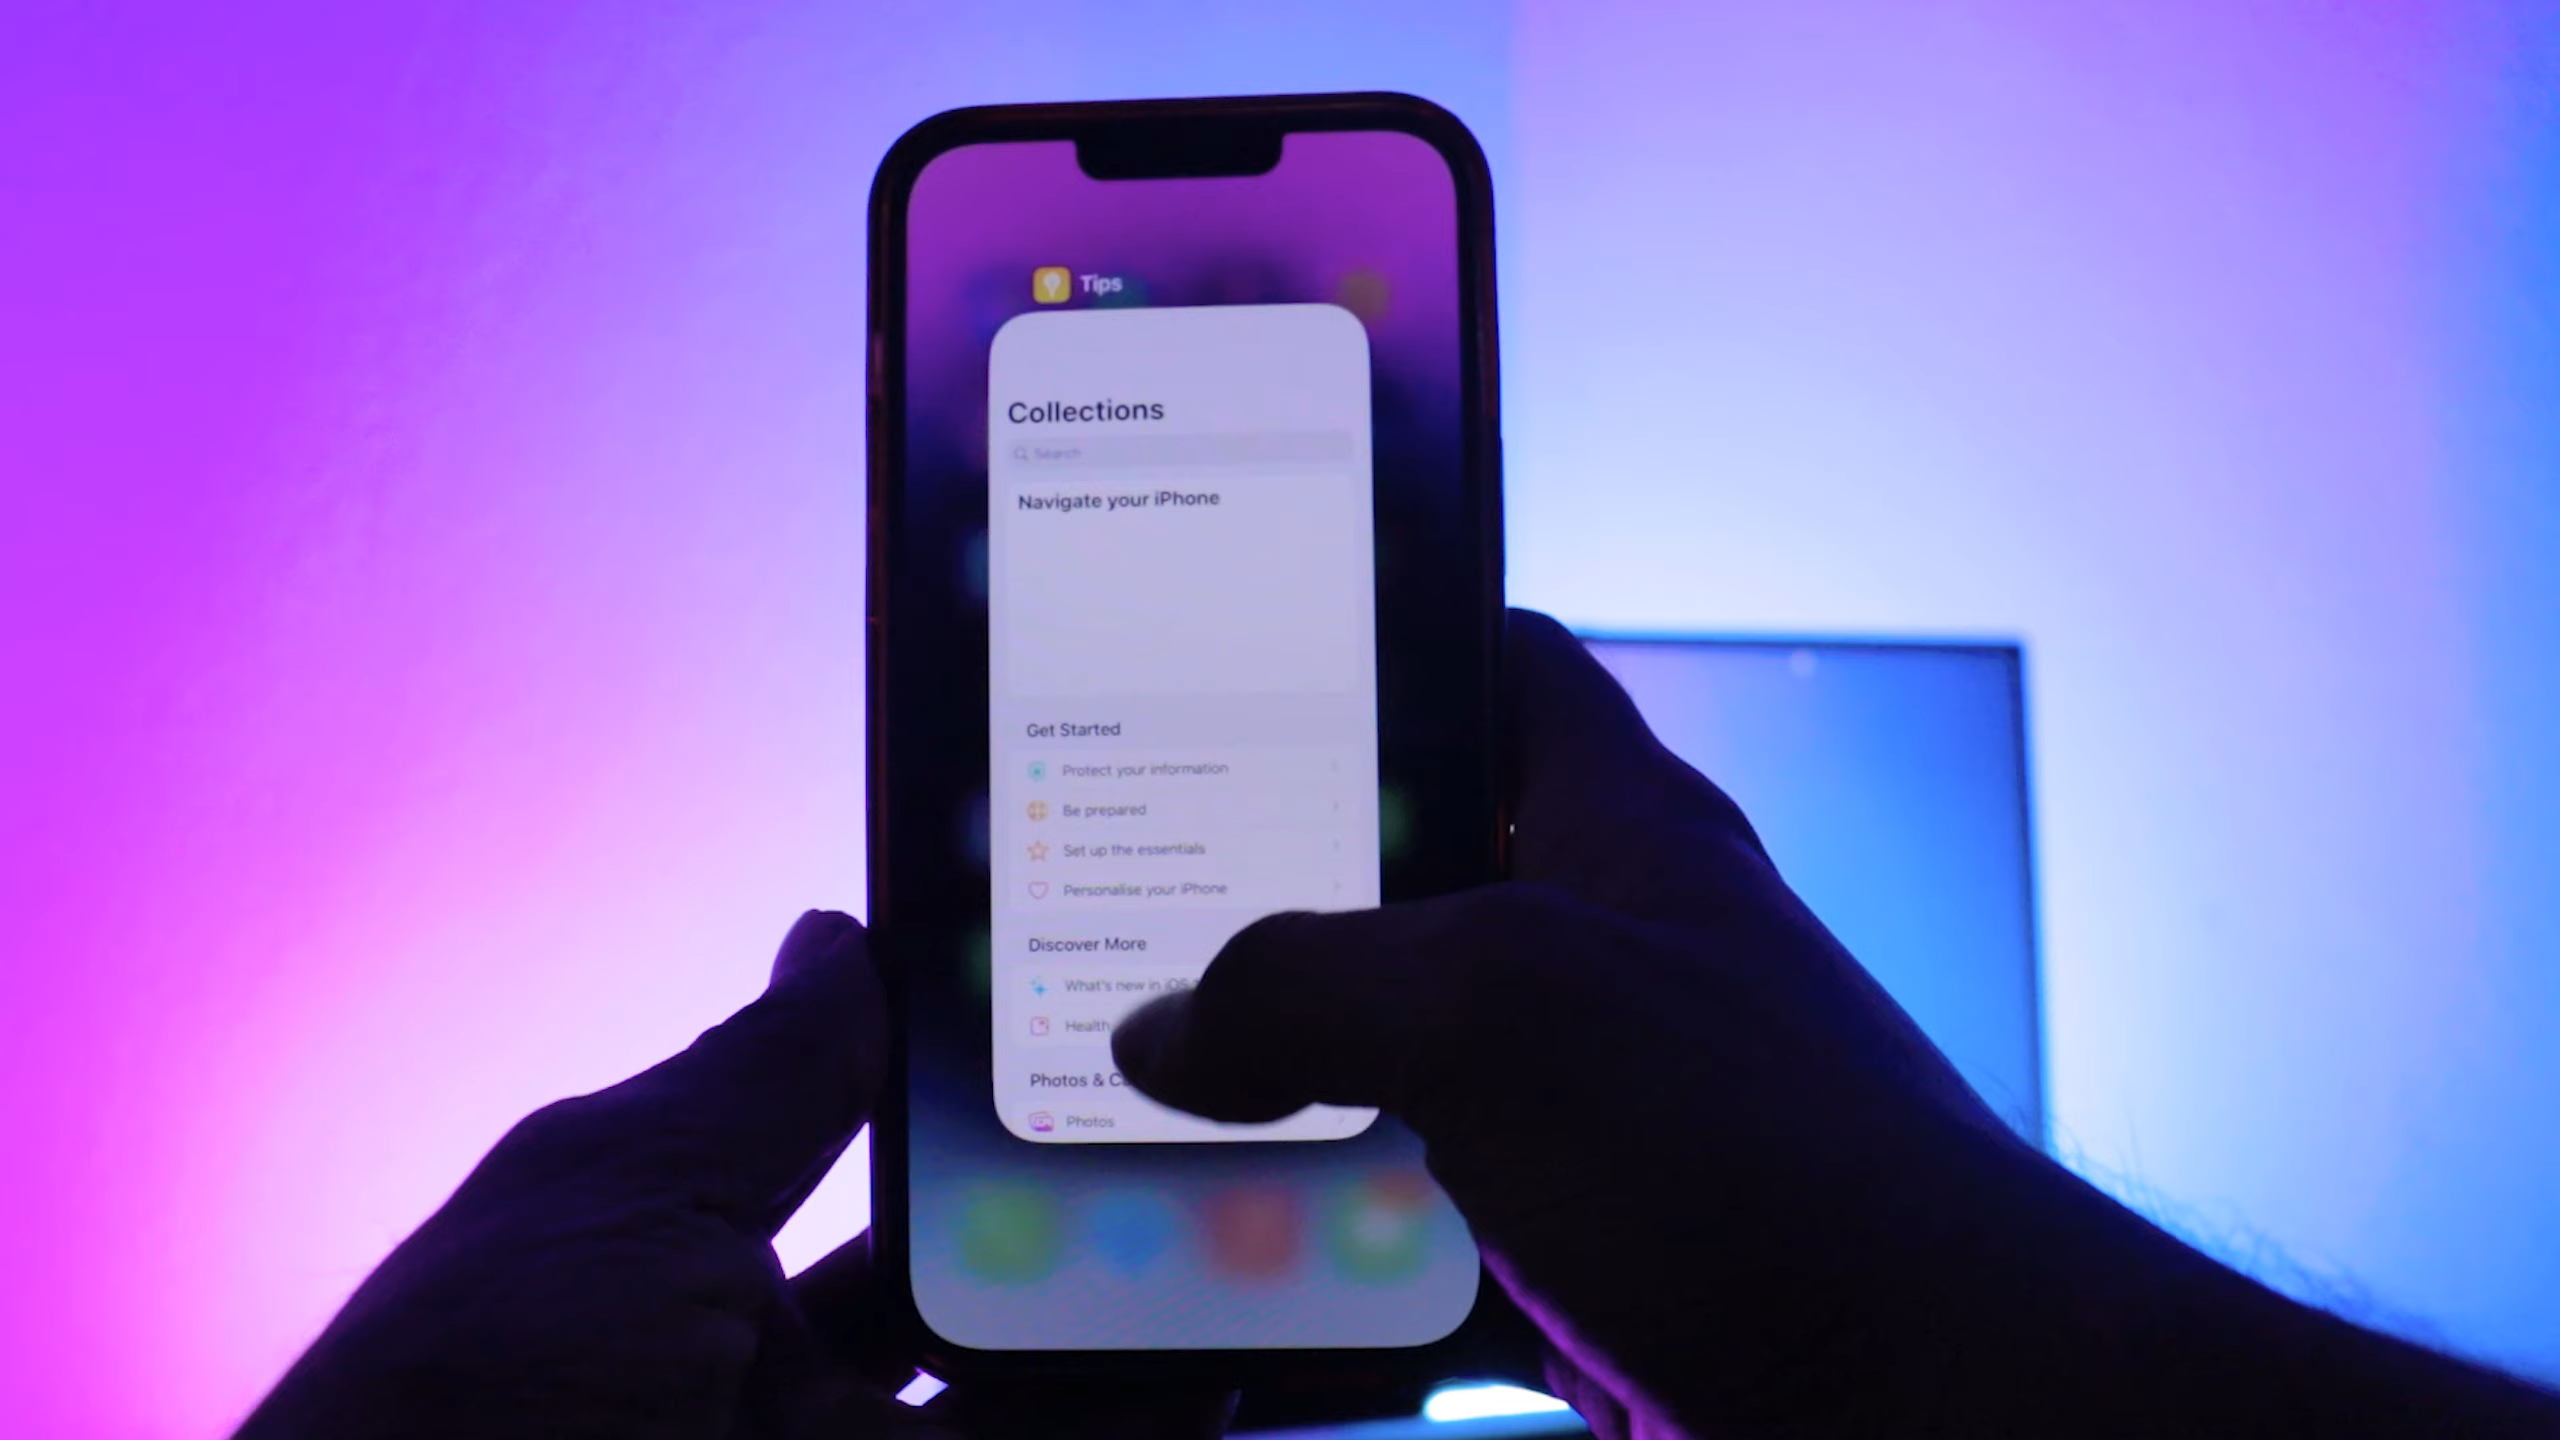 Tips
Collections
Search
Navigate your iPhone
Get Started
Protect your information
Be prepared
Set up the essentials
Personalise your iPhone
Discover More
What's new in iOS
Health
Photos &
Photos